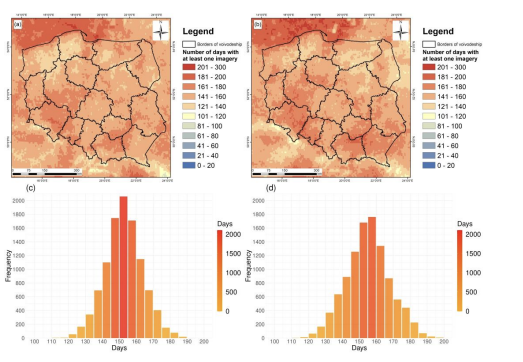 (a)
Legend
Borders of voivodeship
Number of days with
at least one imagery
201 - 300
181 - 200
161 - 180
141 - 160
121 - 140
101 - 120
81 - 100
61 - 80
41 - 60
21 - 40
0 - 20
(b)
Legend
Borders of voivodeship
Number of days with
at least one imagery
201 - 300
181 - 200
161 - 180
141 - 160
121 - 140
101 - 120
81 - 100
61 - 80
41 - 60
21 - 40
0 - 20
(c)
2000
1800
1600
1400
1200
1000
800
600
400
200
0
Frequency
100 110 120 130 140 150 160 170 180 190 200
Days
Days
2000
1500
1000
500
0
(d)
2000
1800
1600
1400
1200
1000
800
600
400
200
0
Frequency
100 110 120 130 140 150 160 170 180 190 200
Days
Days
2000
1500
1000
500
0